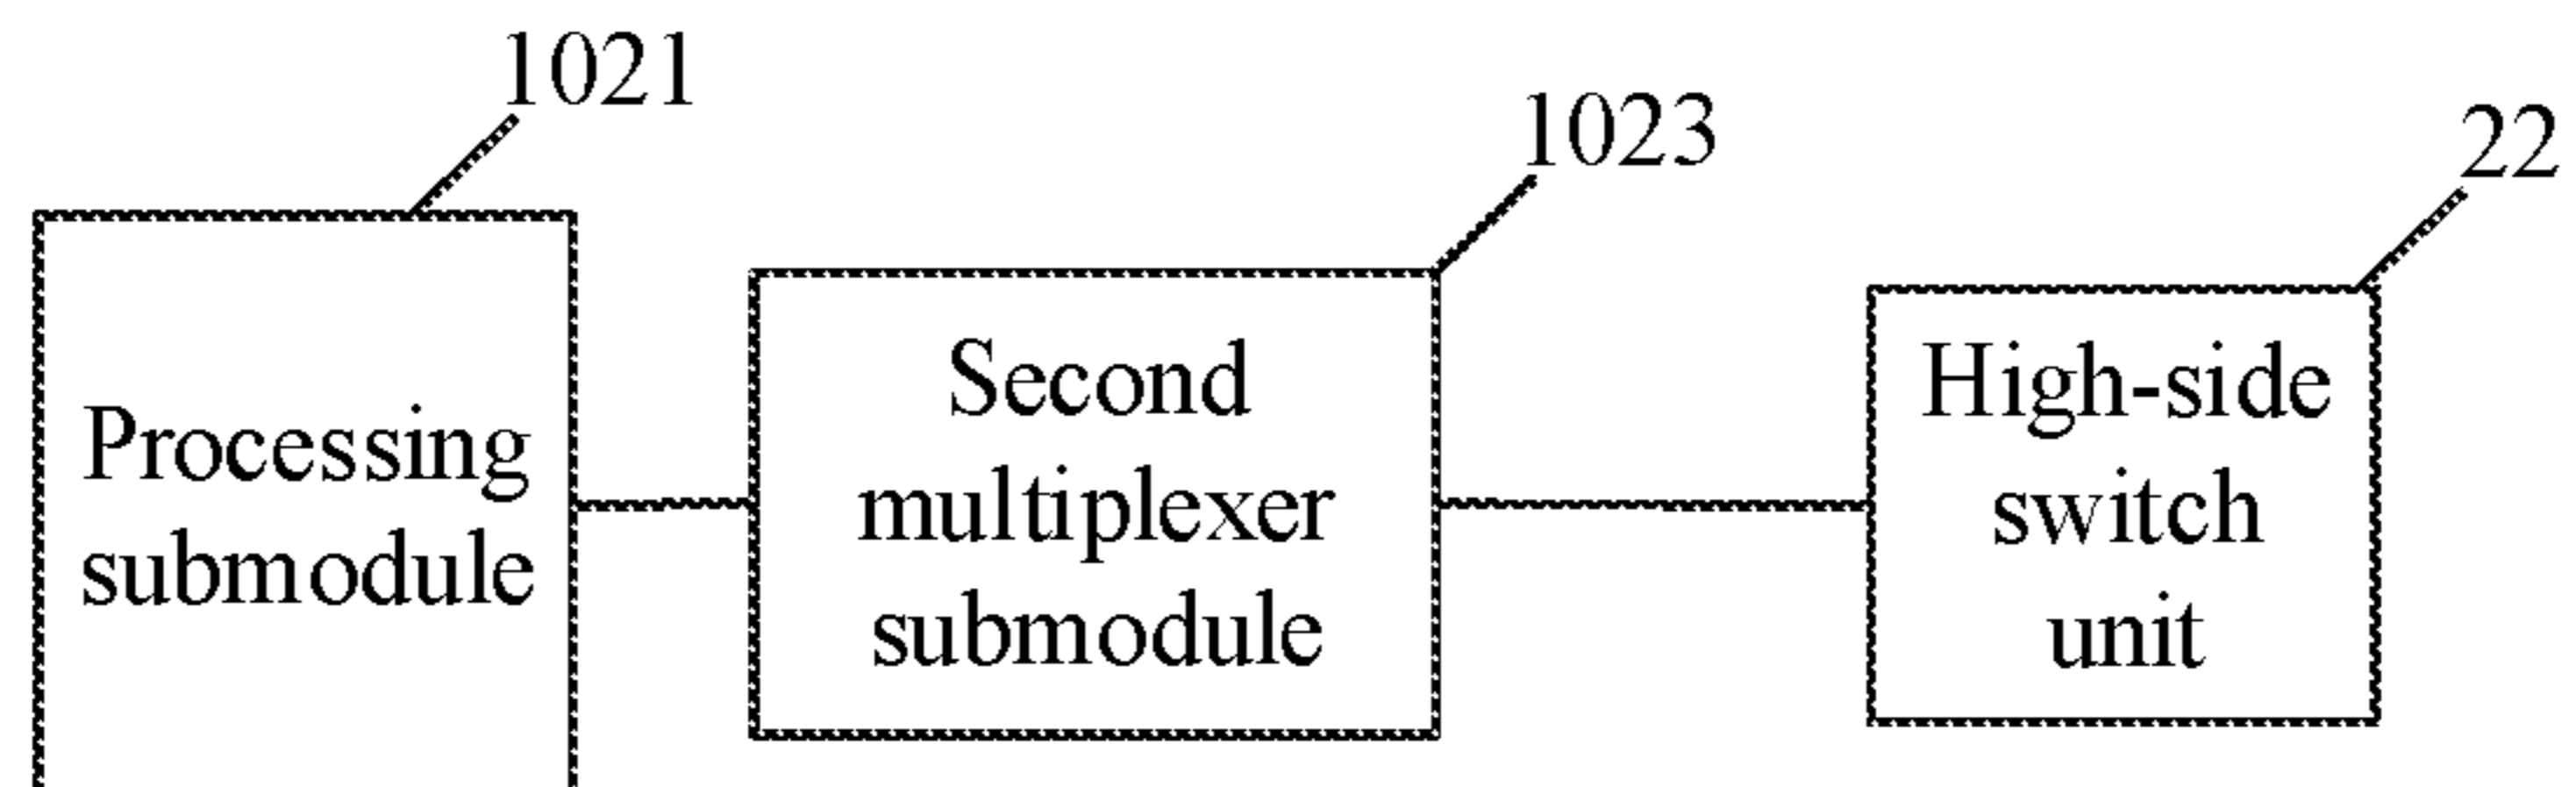 1021
1023
22
Processing
submodule
Second
multiplexer
submodule
High-side
switch
unit